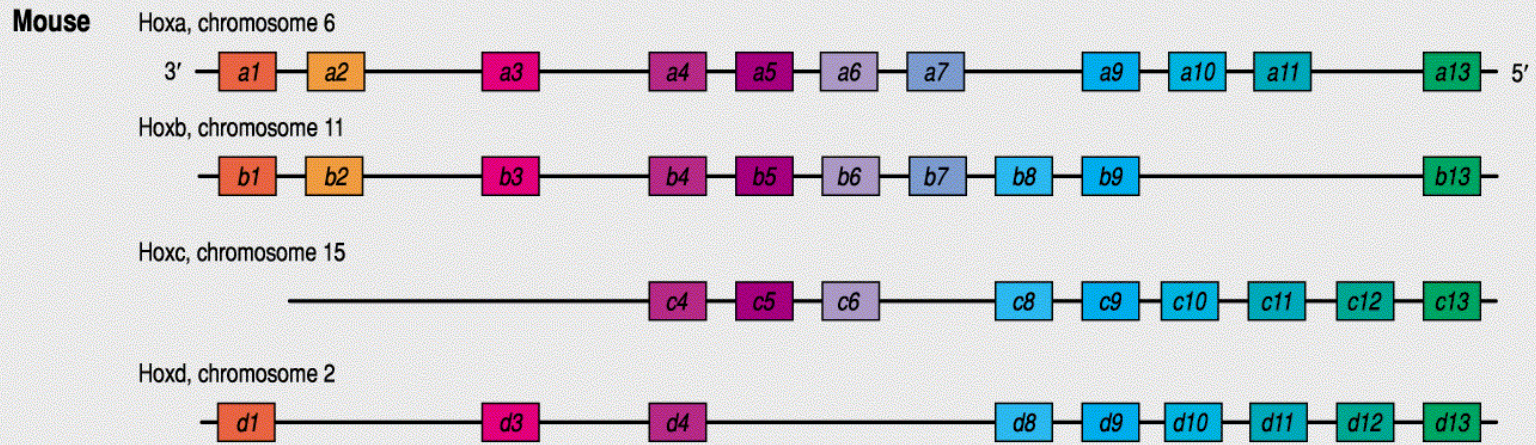 Mouse Hoxa, chromosome 6
3′ a1 a2 a3 a4 a5 a6 a7 a9 a10 a11 a13 5′
Hoxb, chromosome 11
b1 b2 b3 b4 b5 b6 b7 b8 b9 b13
Hoxc, chromosome 15
c4 c5 c6 c8 c9 c10 c11 c12 c13
Hoxd, chromosome 2
d1 d3 d4 d8 d9 d10 d11 d12 d13